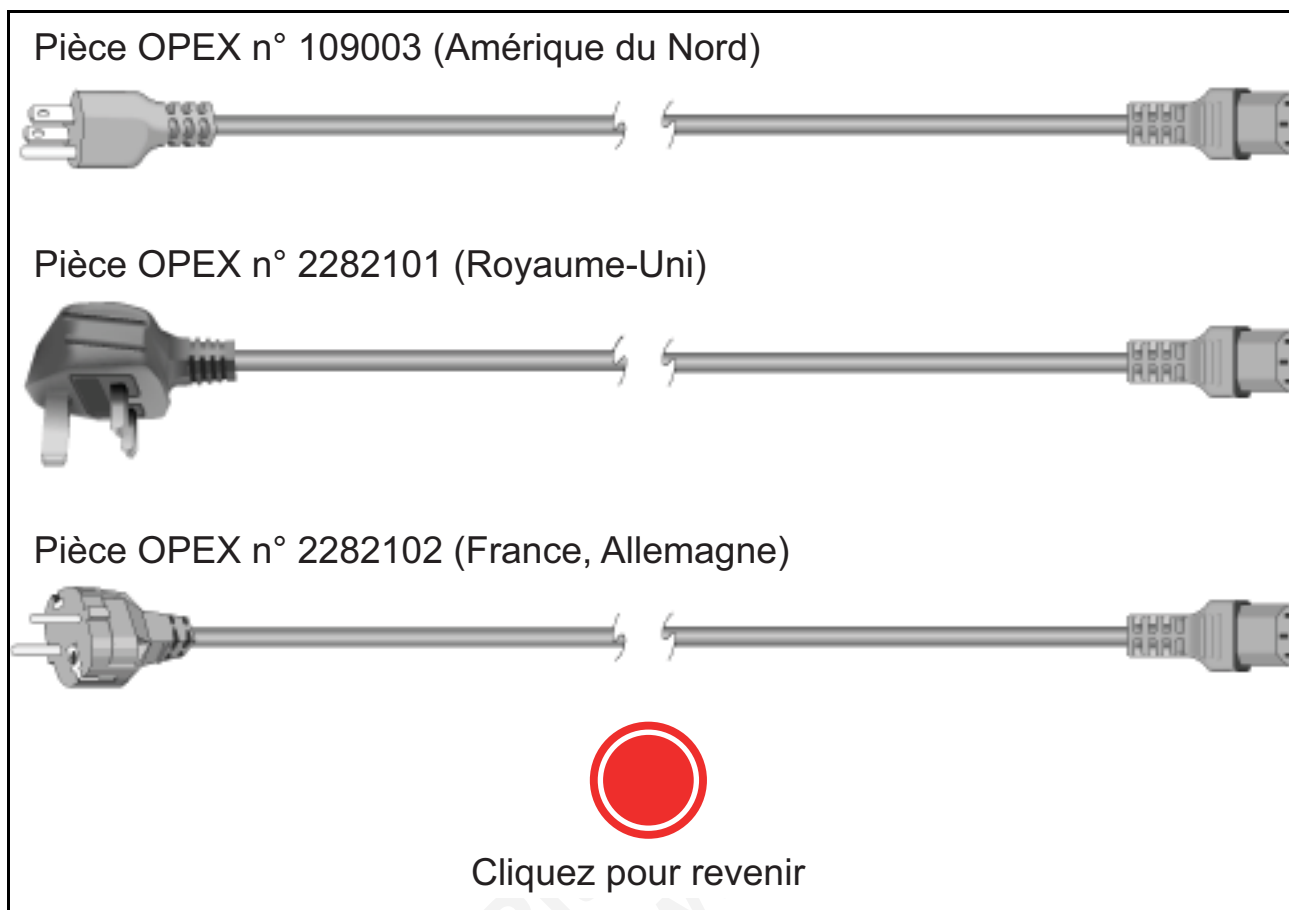 Pièce OPEX n° 109003 (Amérique du Nord)
Pièce OPEX n° 2282101 (Royaume-Uni)
Pièce OPEX n° 2282102 (France, Allemagne)
Cliquez pour revenir